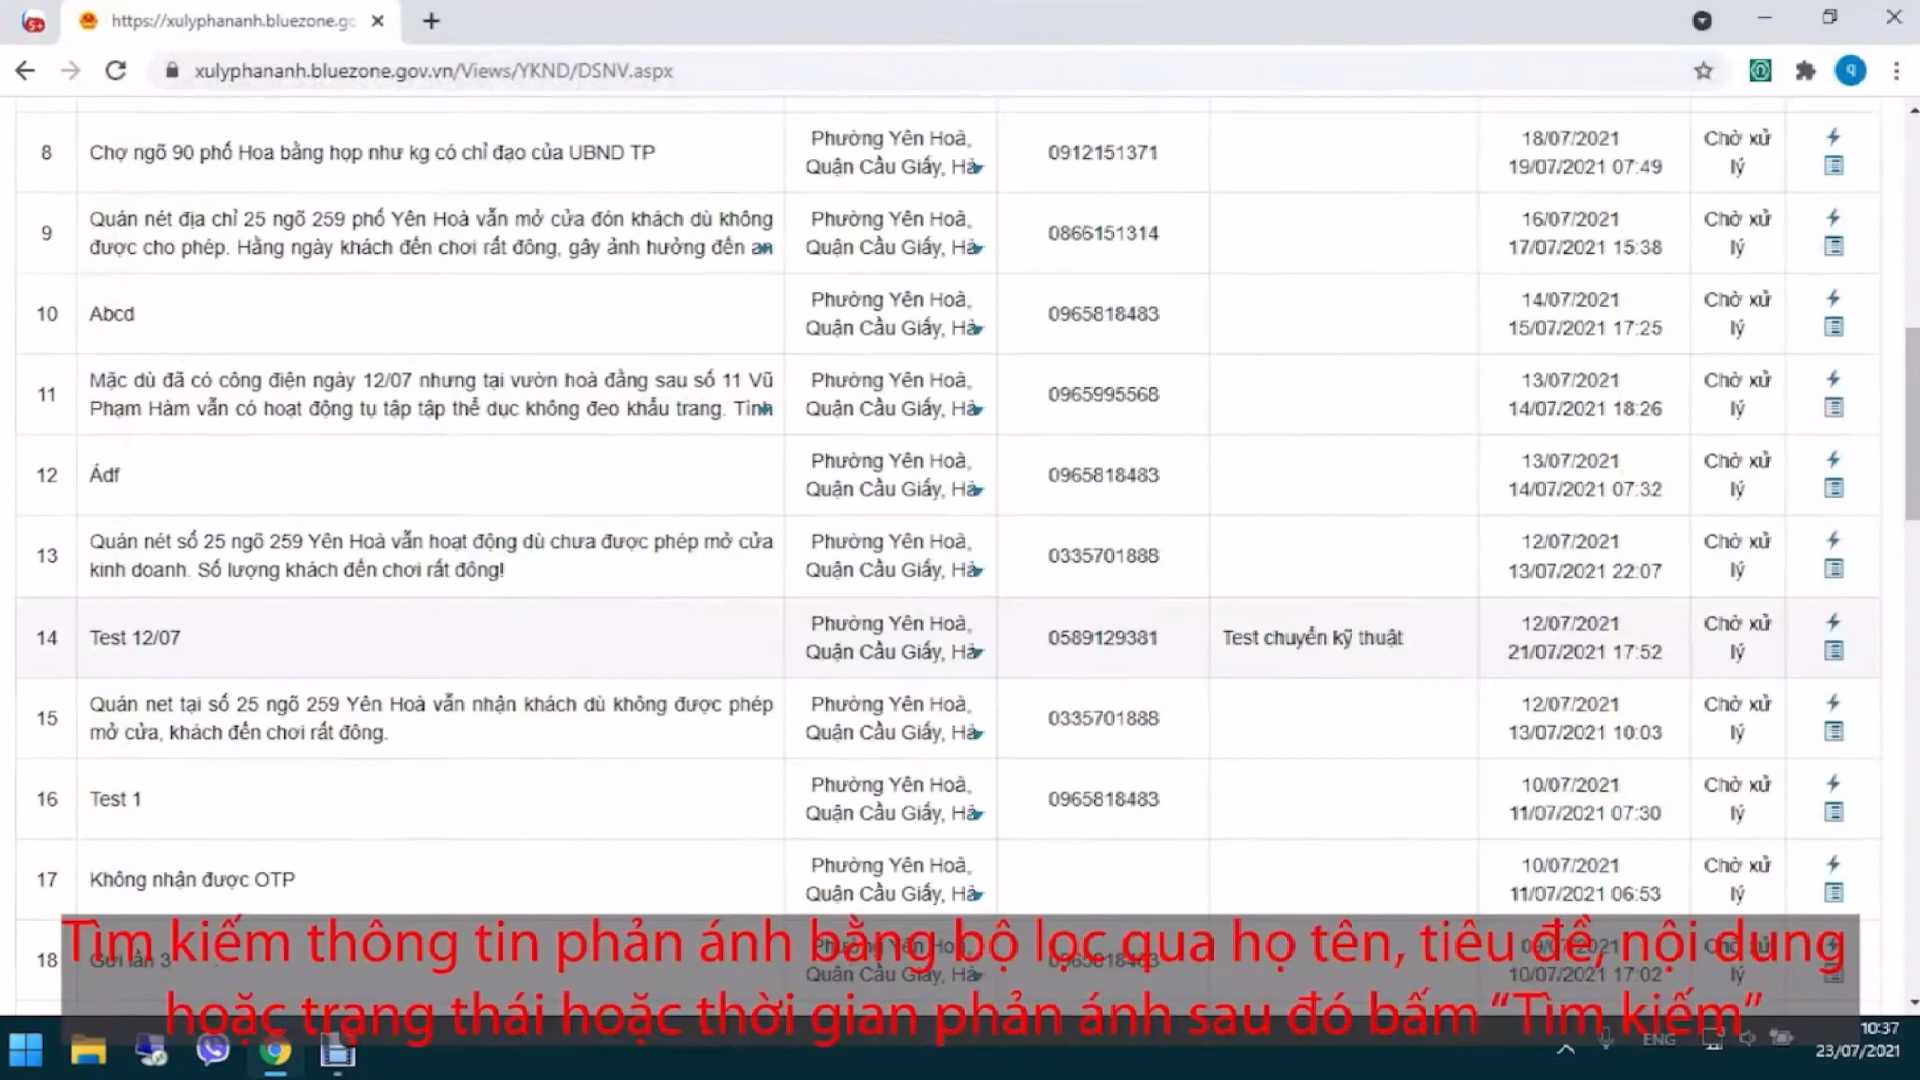 https://xulyphananh.bluezone.gc
xulyphananh.bluezone.gov.vn/Views/YKND/DSNV.aspx
8 Chợ ngõ 90 phố Hoa bằng họp như kg có chỉ đạo của UBND TP Phường Yên Hoà, 0912151371 18/07/2021 Chờ xử
Quận Cầu Giấy, Hà 19/07/2021 07:49 lý
9 Quán nét địa chỉ 25 ngõ 259 phố Yên Hoà vẫn mở cửa đón khách dù không Phường Yên Hoà, 0866151314 16/07/2021 Chờ xử
được cho phép. Hằng ngày khách đến chơi rất đông, gây ảnh hưởng đến an Quận Cầu Giấy, Hà 17/07/2021 15:38 lý
10 Abcd Phường Yên Hoà, 0965818483 14/07/2021 Chờ xử
Quận Cầu Giấy, Hà 15/07/2021 17:25 lý
11 Mặc dù đã có công điện ngày 12/07 nhưng tại vườn hoà đằng sau số 11 Vũ Phường Yên Hoà, 0965995568 13/07/2021 Chờ xử
Phạm Hàm vẫn có hoạt động tụ tập tập thể dục không đeo khẩu trang. Tình Quận Cầu Giấy, Hà 14/07/2021 18:26 lý
12 Ádf Phường Yên Hoà, 0965818483 13/07/2021 Chờ xử
Quận Cầu Giấy, Hà 14/07/2021 07:32 lý
13 Quán nét số 25 ngõ 259 Yên Hoà vẫn hoạt động dù chưa được phép mở cửa Phường Yên Hoà, 0335701888 12/07/2021 Chờ xử
kinh doanh. Số lượng khách đến chơi rất đông! Quận Cầu Giấy, Hà 13/07/2021 22:07 lý
14 Test 12/07 Phường Yên Hoà, 0589129381 Test chuyển kỹ thuật 12/07/2021 Chờ xử
Quận Cầu Giấy, Hà 21/07/2021 17:52 lý
15 Quán net tại số 25 ngõ 259 Yên Hoà vẫn nhận khách dù không được phép Phường Yên Hoà, 0335701888 12/07/2021 Chờ xử
mở cửa, khách đến chơi rất đông. Quận Cầu Giấy, Hà 13/07/2021 10:03 lý
16 Test 1 Phường Yên Hoà, 0965818483 10/07/2021 Chờ xử
Quận Cầu Giấy, Hà 11/07/2021 07:30 lý
17 Không nhận được OTP Phường Yên Hoà, 10/07/2021 Chờ xử
Quận Cầu Giấy, Hà 11/07/2021 06:53 lý
18 Gửi lần 3 0965818483 09/07/2021
Quận Cầu Giấy, Hà 10/07/2021 17:02 lý
Tìm kiếm thông tin phản ánh bằng bộ lọc qua họ tên, tiêu đề, nội dung
hoặc trạng thái hoặc thời gian phản ánh sau đó bấm “Tìm kiếm”
ENG
10:37
23/07/2021